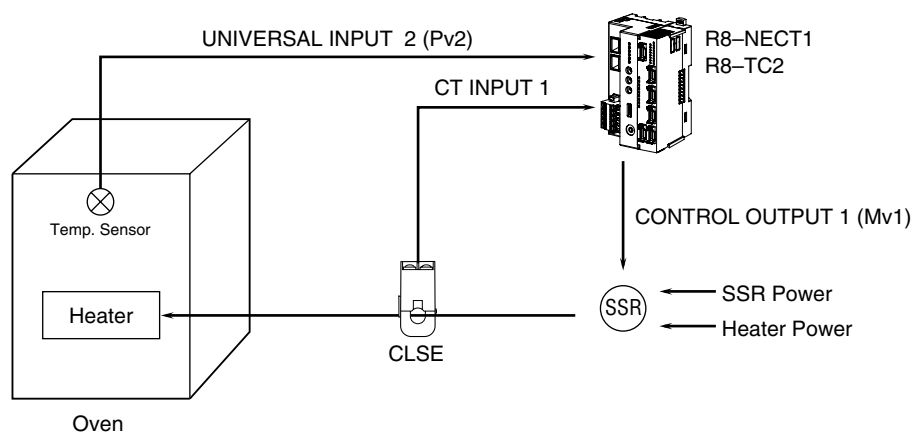 UNIVERSAL INPUT 2 (Pv2)
R8–NECT1
R8–TC2
CT INPUT 1
Temp. Sensor
CONTROL OUTPUT 1 (Mv1)
Heater
SSR
SSR Power
Heater Power
CLSE
Oven